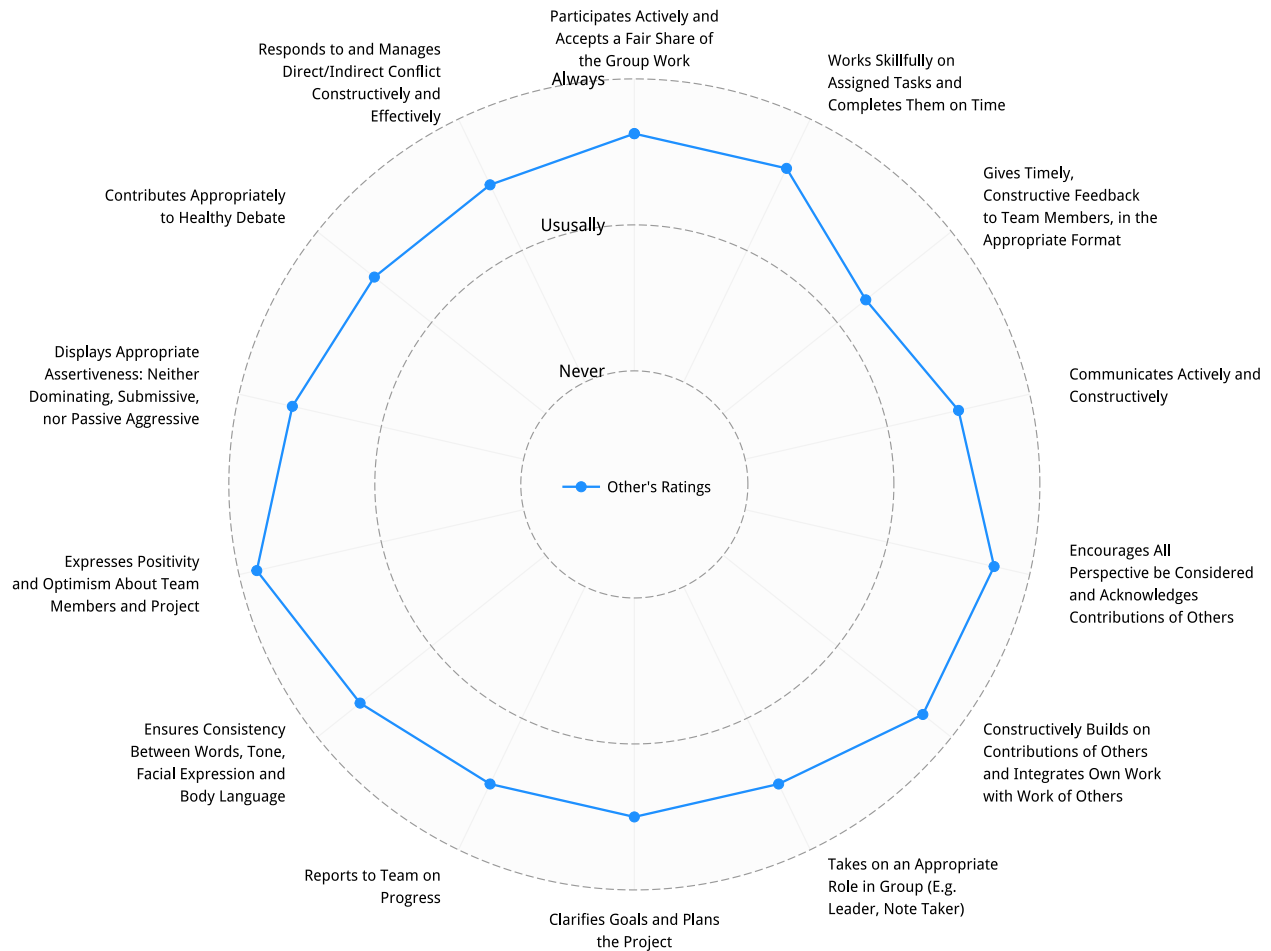 Participates Actively and
Accepts a Fair Share of
the Group Work
Works Skillfully on
Assigned Tasks and
Completes Them on Time
Gives Timely,
Constructive Feedback
to Team Members, in the
Appropriate Format
Communicates Actively and
Constructively
Encourages All
Perspective be Considered
and Acknowledges
Contributions of Others
Constructively Builds on
Contributions of Others
and Integrates Own Work
with Work of Others
Takes on an Appropriate
Role in Group (E.g.
Leader, Note Taker)
Clarifies Goals and Plans
the Project
Reports to Team on
Progress
Ensures Consistency
Between Words, Tone,
Facial Expression and
Body Language
Expresses Positivity
and Optimism About Team
Members and Project
Displays Appropriate
Assertiveness: Neither
Dominating, Submissive,
nor Passive Aggressive
Contributes Appropriately
to Healthy Debate
Responds to and Manages
Direct/Indirect Conflict
Constructively and
Effectively
Always
Ususally
Never
Other's Ratings